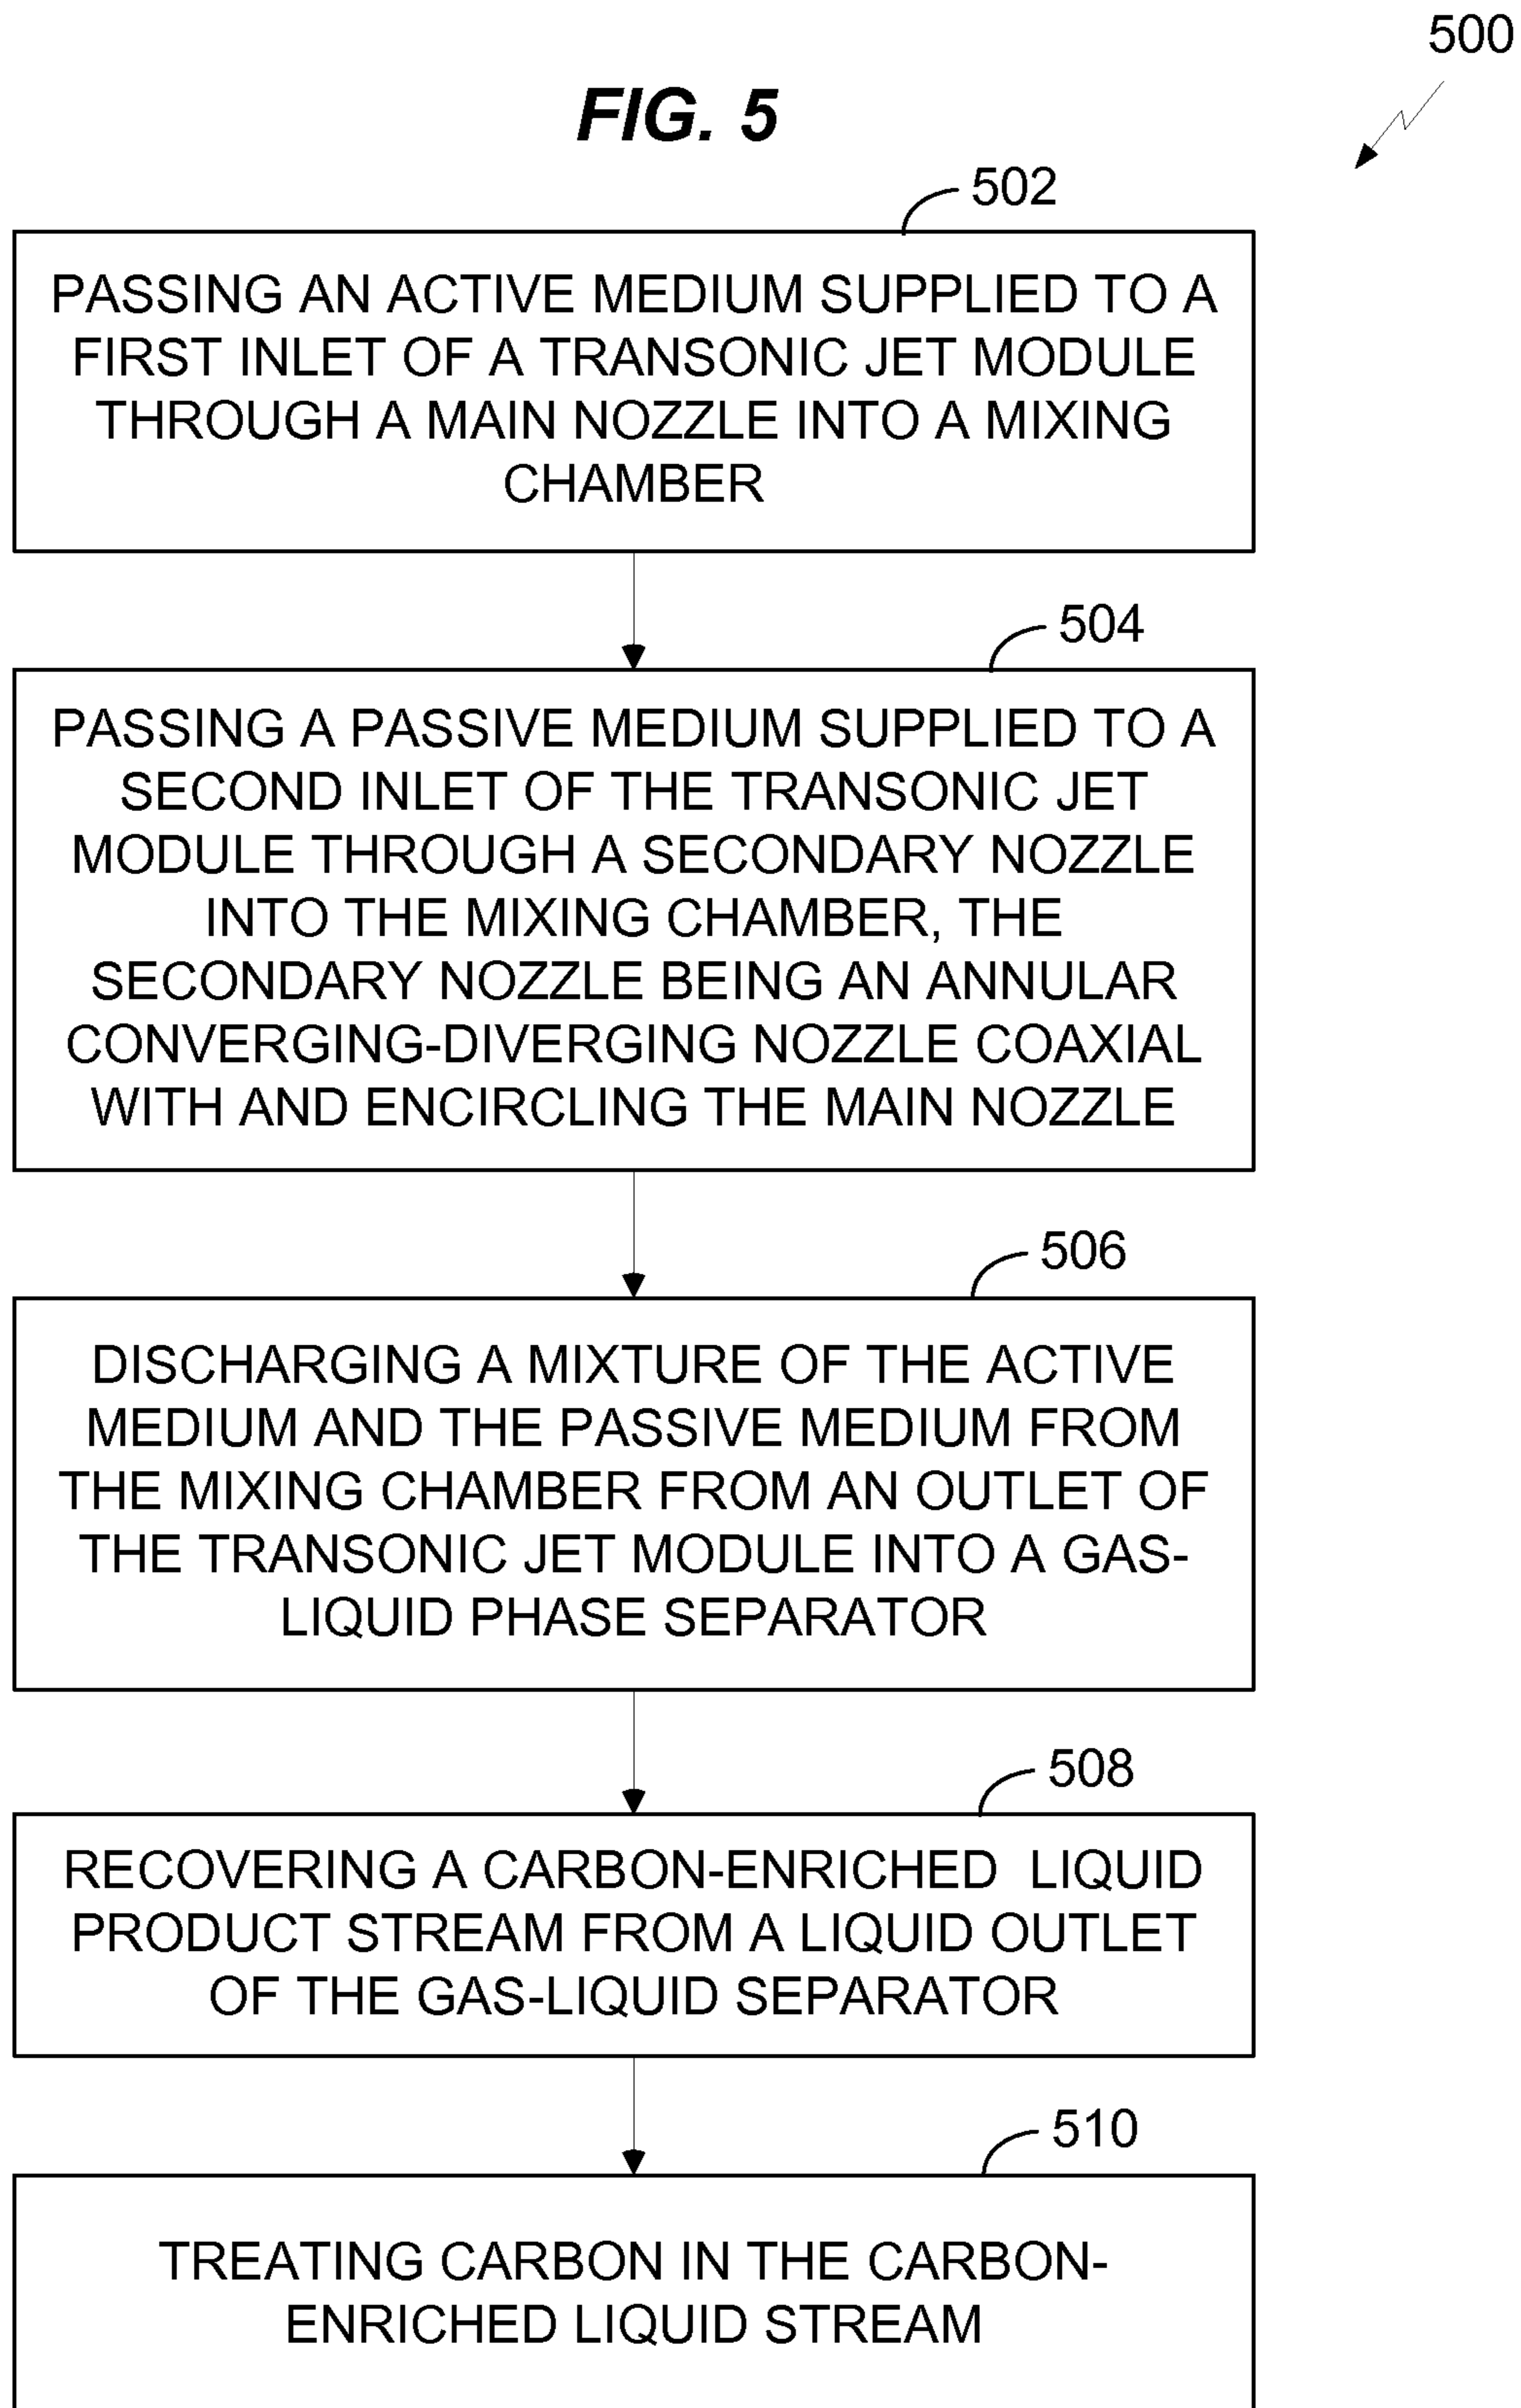 500
FIG. 5
502
PASSING AN ACTIVE MEDIUM SUPPLIED TO A
FIRST INLET OF A TRANSONIC JET MODULE
THROUGH A MAIN NOZZLE INTO A MIXING
CHAMBER
504
PASSING A PASSIVE MEDIUM SUPPLIED TO A
SECOND INLET OF THE TRANSONIC JET
MODULE THROUGH A SECONDARY NOZZLE
INTO THE MIXING CHAMBER, THE
SECONDARY NOZZLE BEING AN ANNULAR
CONVERGING-DIVERGING NOZZLE COAXIAL
WITH AND ENCIRCLING THE MAIN NOZZLE
506
DISCHARGING A MIXTURE OF THE ACTIVE
MEDIUM AND THE PASSIVE MEDIUM FROM
THE MIXING CHAMBER FROM AN OUTLET OF
THE TRANSONIC JET MODULE INTO A GAS-
LIQUID PHASE SEPARATOR
508
RECOVERING A CARBON-ENRICHED LIQUID
PRODUCT STREAM FROM A LIQUID OUTLET
OF THE GAS-LIQUID SEPARATOR
510
TREATING CARBON IN THE CARBON-
ENRICHED LIQUID STREAM